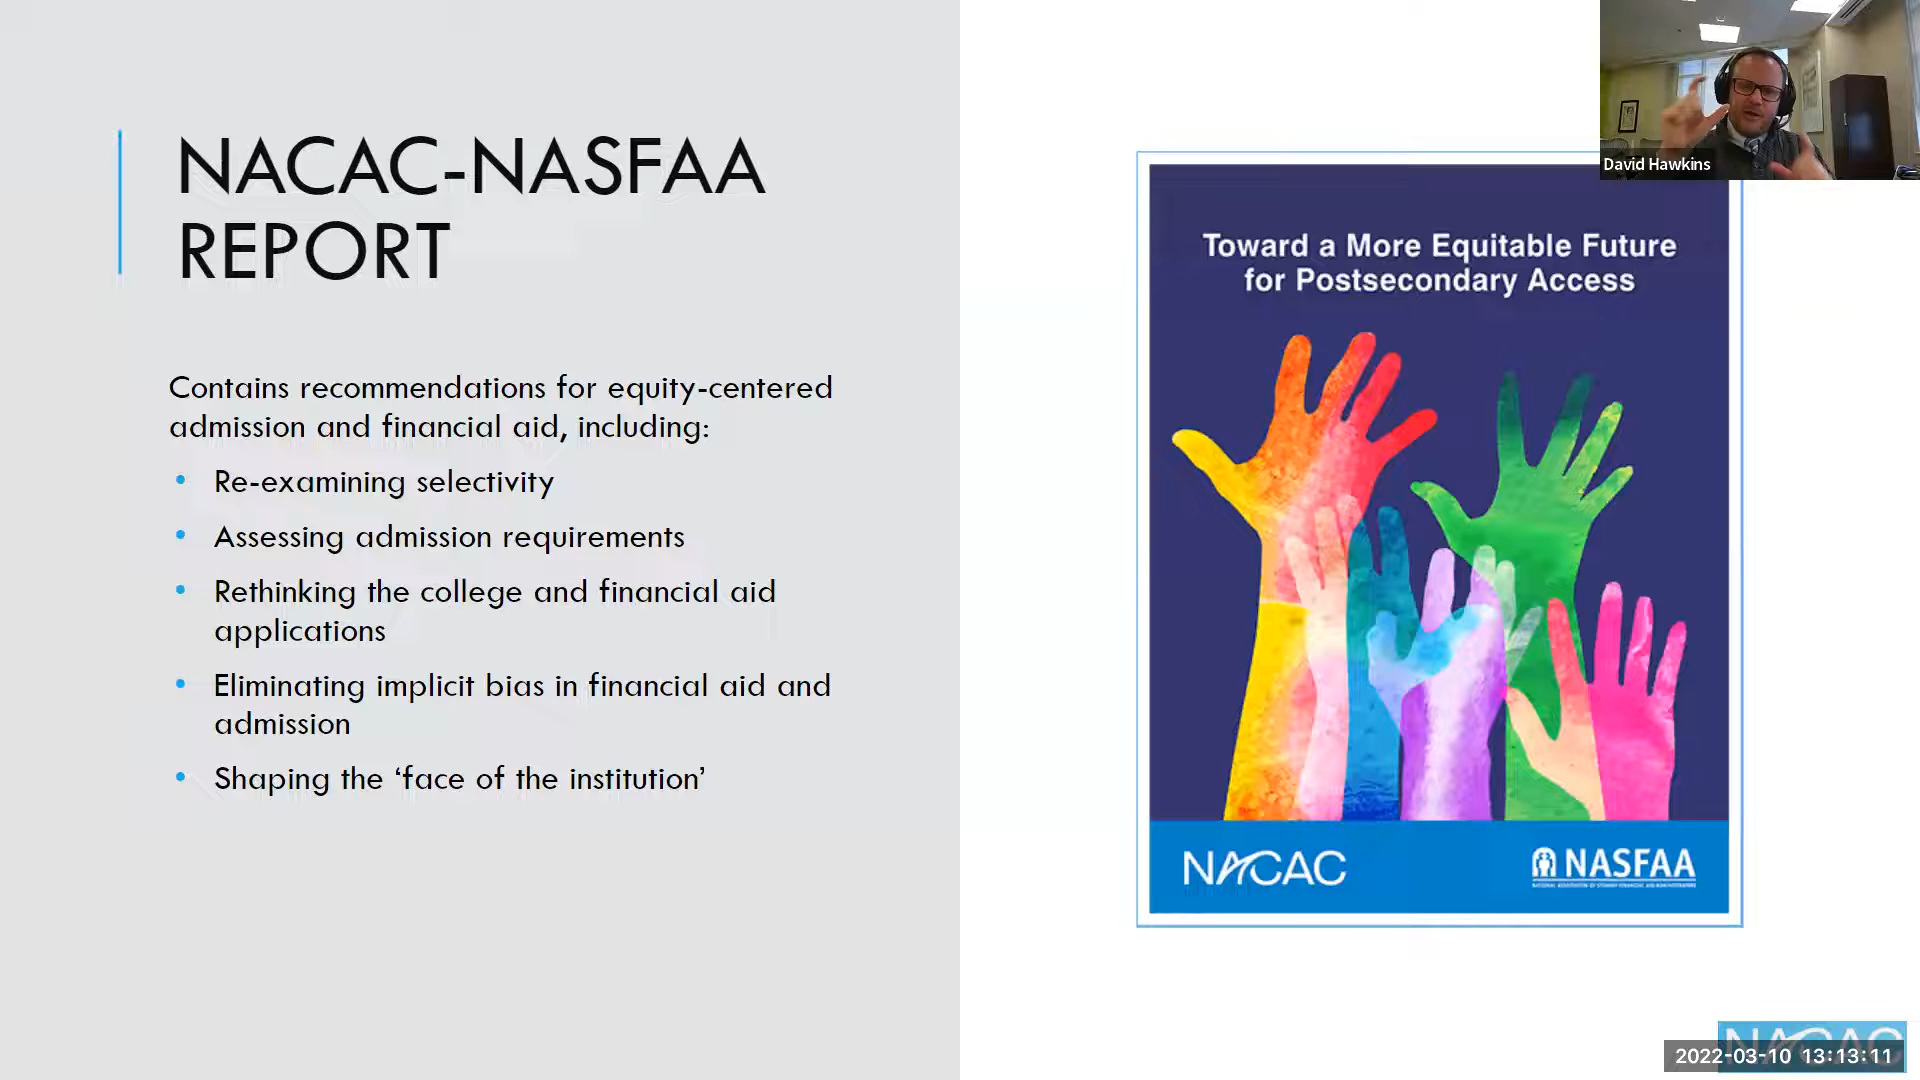 NACAC-NASFAA
REPORT
Contains recommendations for equity-centered
admission and financial aid, including:
• Re-examining selectivity
• Assessing admission requirements
• Rethinking the college and financial aid
applications
• Eliminating implicit bias in financial aid and
admission
• Shaping the ‘face of the institution’
Toward a More Equitable Future
for Postsecondary Access
NACAC
NASFAA
NATIONAL ASSOCIATION OF STUDENT FINANCIAL AID ADMINISTRATORS
David Hawkins
NACAC
2022-03-10 13:13:11